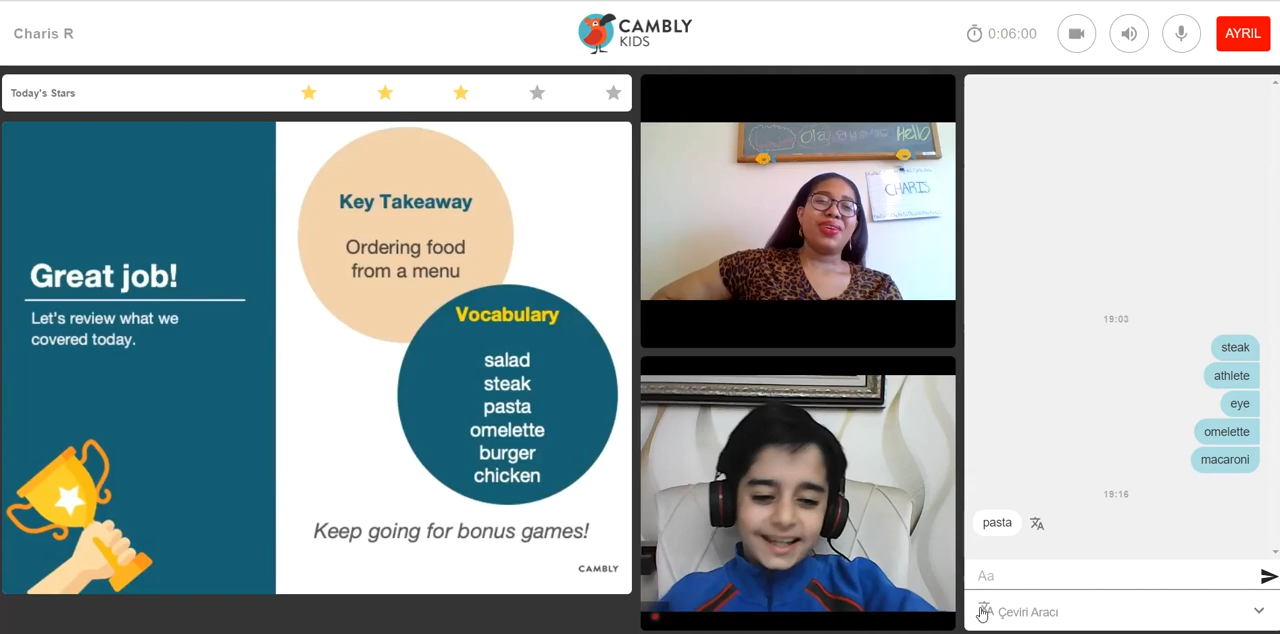 Charis R
CAMBLY
KIDS
0:06:00
AYRIL
Today's Stars
Great job!
Let's review what we
covered today.
Key Takeaway
Ordering food
from a menu
Vocabulary
salad
steak
pasta
omelette
burger
chicken
Keep going for bonus games!
CAMBLY
Hello
CHARIS
19:03
steak
athlete
eye
omelette
macaroni
19:16
pasta
Aa
Çeviri Aracı